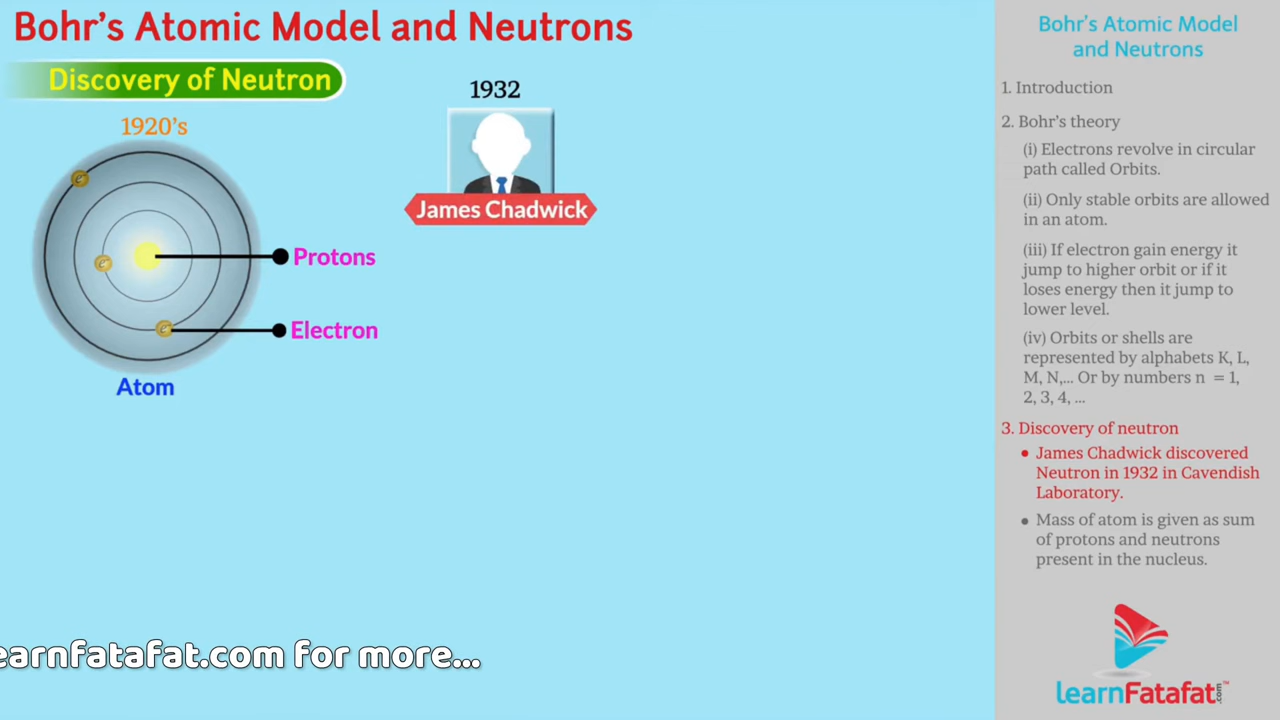 Bohr's Atomic Model and Neutrons
Discovery of Neutron
1920's
e
e
e
Protons
Electron
Atom
1932
James Chadwick
earnfatafat.com for more...
Bohr's Atomic Model
and Neutrons
1. Introduction
2. Bohr's theory
(i) Electrons revolve in circular
path called Orbits.
(ii) Only stable orbits are allowed
in an atom.
(iii) If electron gain energy it
jump to higher orbit or if it
loses energy then it jump to
lower level.
(iv) Orbits or shells are
represented by alphabets K, L,
M, N,... Or by numbers n = 1,
2, 3, 4, ...
3. Discovery of neutron
• James Chadwick discovered
Neutron in 1932 in Cavendish
Laboratory.
• Mass of atom is given as sum
of protons and neutrons
present in the nucleus.
learnFatafat.com™